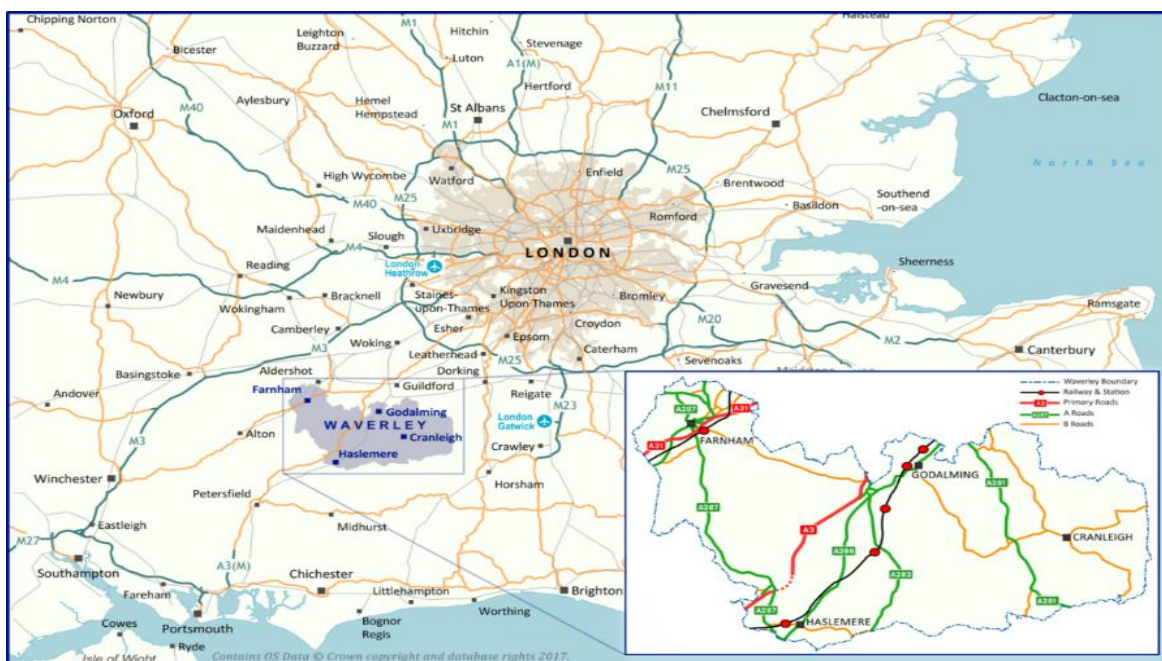 Chipping Norton
Bicester
Leighton
Buzzard
M1
Hitchin
Luton
Stevenage
A1(M)
Hertford
M11
Halstead
Chelmsford
Clacton-on-sea
Aylesbury
Hemel
Hempstead
St Albans
Oxford
M40
M1
M25
North Sea
High Wycombe
Watford
Enfield
Brentwood
Southend
-on-sea
M40
M25
Romford
Basildon
Maidenhead
Slough
Uxbridge
M4
LONDON
London
Heathrow
Sheerness
Reading
M4
Newbury
Wokingham
Bracknell
Staines-
upon-Thames
Kingston
Upon Thames
Bromley
Gravesend
Ramsgate
Camberley
Esher
Epsom
Croydon
M20
M2
Canterbury
M3
Woking
Leatherhead
M25
Caterham
Sevenoaks
Maidstone
Basingstoke
Aldershot
Dorking
Reigate
Guildford
Andover
Farnham
Godalming
WAVERLEY
Cranleigh
Haslemere
M23
London
Gatwick
Crawley
M3
Alton
Winchester
Horsham
Petersfield
Midhurst
Eastleigh
M27
Southampton
A3(M)
Chichester
Fareham
Littlehampton
Worthing
Brighton
Bognor
Regis
Portsmouth
Cowes
Ryde
Isle of Wight
Contains OS Data © Crown copyright and database rights 2017.
Waverley Boundary
Railway & Station
A3
Primary Roads
A287
A Roads
B Roads
A287
A31
A31
FARNHAM
GODALMING
A281
A287
A3
CRANLEIGH
A286
A283
A287
HASLEMERE
A281